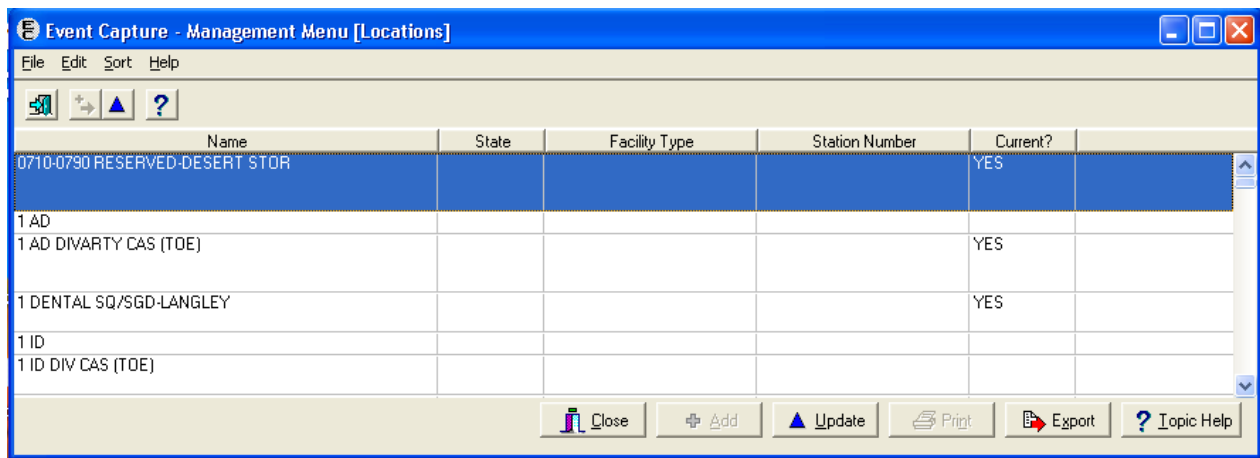 Event Capture - Management Menu [Locations]
File Edit Sort Help
Name State Facility Type Station Number Current?
0710-0790 RESERVED-DESERT STOR YES
1 AD
1 AD DIVARTY CAS (TOE) YES
1 DENTAL SQ/SGD-LANGLEY YES
1 ID
1 ID DIV CAS (TOE)
Close Add Update Print Export Topic Help